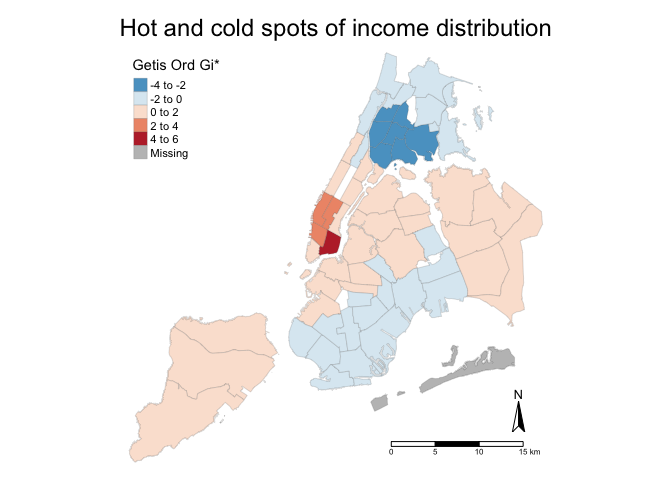 Hot and cold spots of income distribution
Getis Ord Gi*
-4 to -2
-2 to 0
0 to 2
2 to 4
4 to 6
Missing
N
0 5 10 15 km